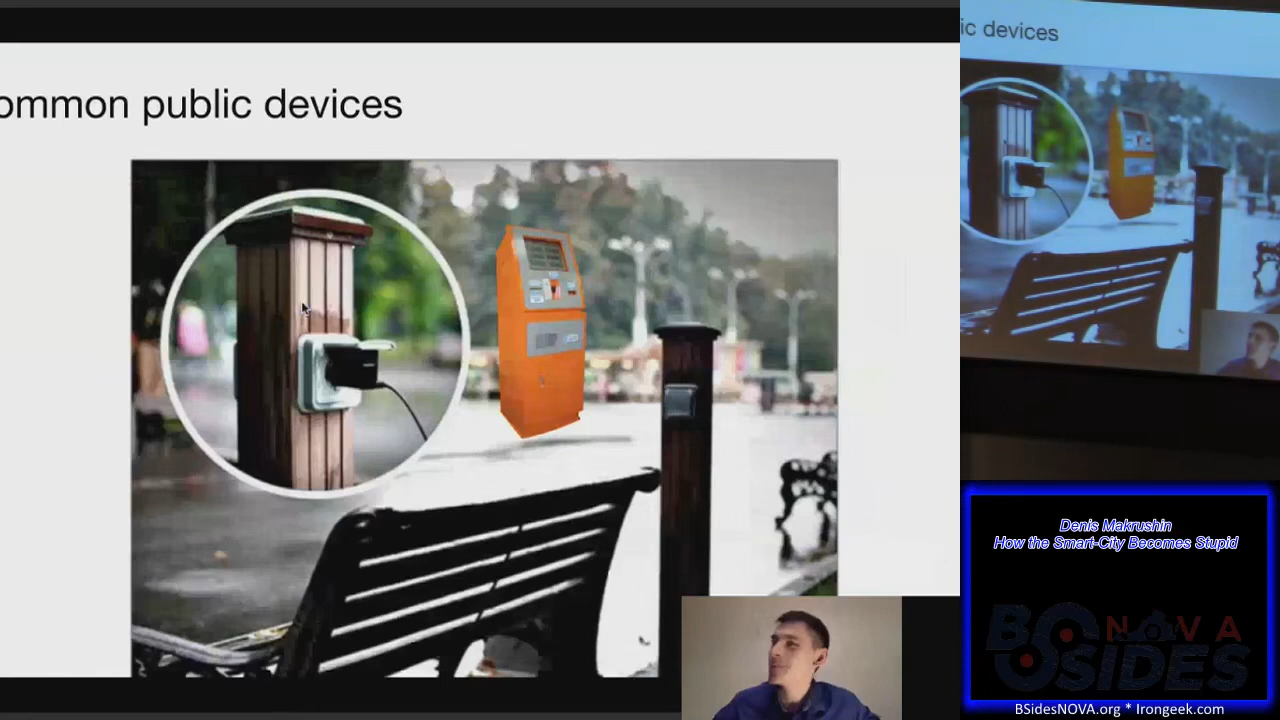 ommon public devices
ic devices
Denis Makrushin
How the Smart-City Becomes Stupid
BSIDES
NOVA
BSidesNOVA.org * Irongeek.com